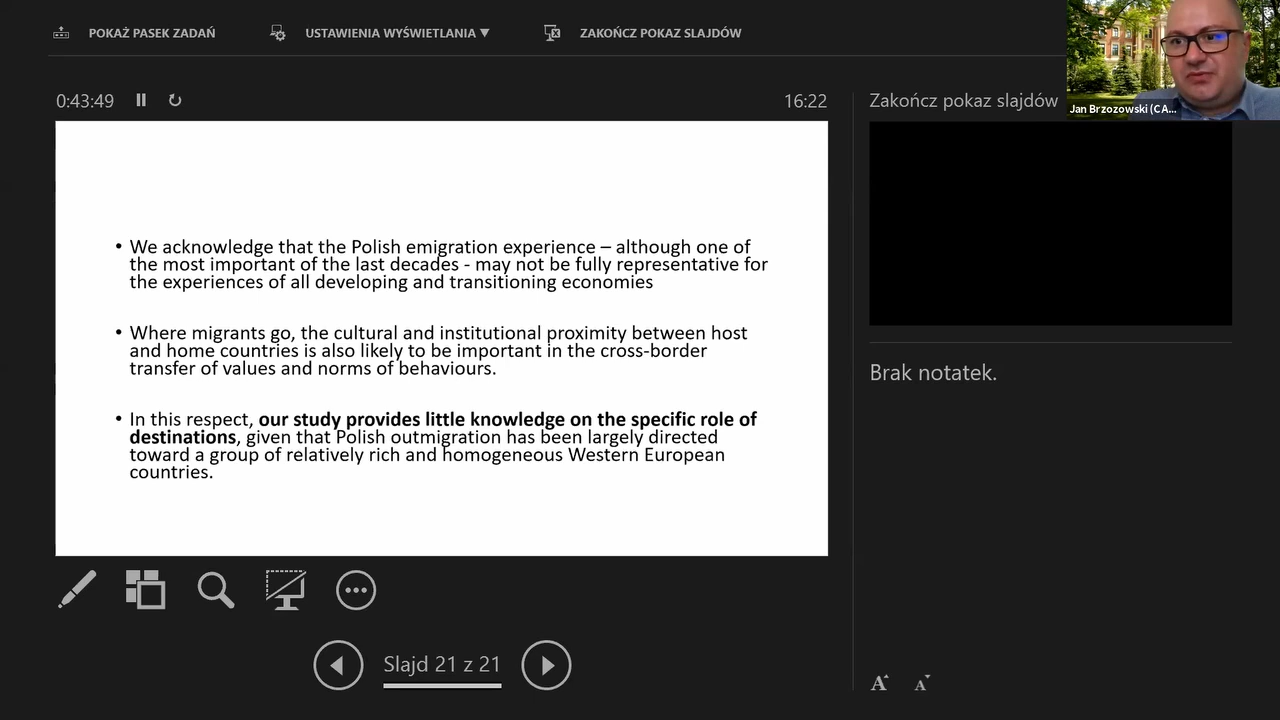 POKAŻ PASEK ZADAŃ
USTAWIENIA WYŚWIETLANIA ▼
ZAKOŃCZ POKAZ SLAJDÓW
Jan Brzozowski (CA...
0:43:49
16:22
Zakończ pokaz slajdów
• We acknowledge that the Polish emigration experience – although one of
the most important of the last decades - may not be fully representative for
the experiences of all developing and transitioning economies
• Where migrants go, the cultural and institutional proximity between host
and home countries is also likely to be important in the cross-border
transfer of values and norms of behaviours.
• In this respect, our study provides little knowledge on the specific role of
destinations, given that Polish outmigration has been largely directed
toward a group of relatively rich and homogeneous Western European
countries.
Brak notatek.
Slajd 21 z 21
A A